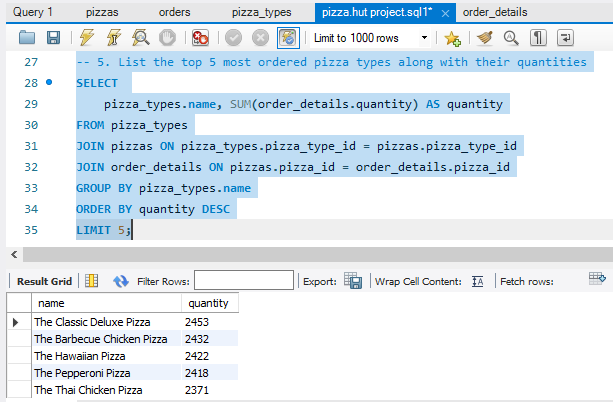 Query 1 pizzas orders pizza_types pizza.hut project.sql1* order_details
Limit to 1000 rows
27 -- 5. List the top 5 most ordered pizza types along with their quantities
28 SELECT
29 pizza_types.name, SUM(order_details.quantity) AS quantity
30 FROM pizza_types
31 JOIN pizzas ON pizza_types.pizza_type_id = pizzas.pizza_type_id
32 JOIN order_details ON pizzas.pizza_id = order_details.pizza_id
33 GROUP BY pizza_types.name
34 ORDER BY quantity DESC
35 LIMIT 5;
Result Grid Filter Rows: Export: Wrap Cell Content: Fetch rows:
name quantity
The Classic Deluxe Pizza 2453
The Barbecue Chicken Pizza 2432
The Hawaiian Pizza 2422
The Pepperoni Pizza 2418
The Thai Chicken Pizza 2371